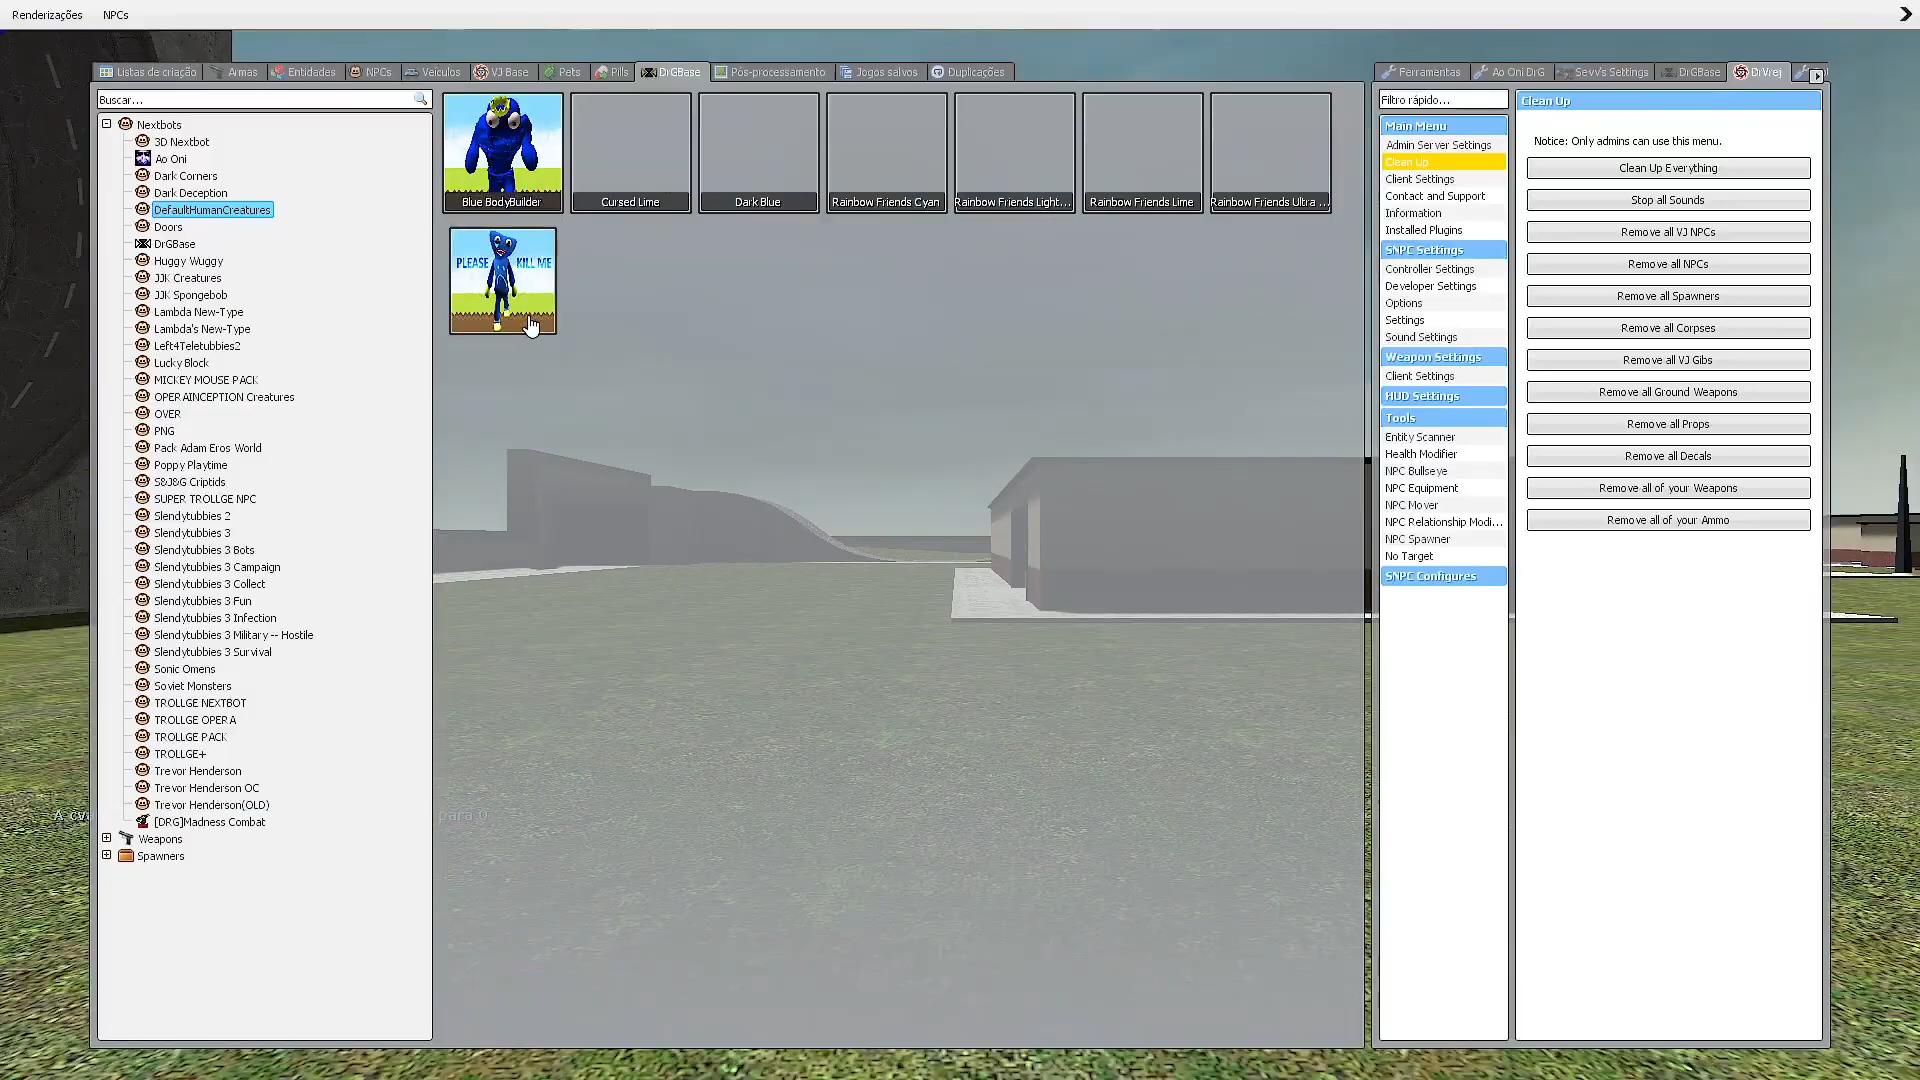 Renderizações NPCs
Listas de criação Armas Entidades NPCs Veículos VJ Base Pets Pills DrGBase Pós-processamento Jogos salvos Duplicações
Buscar...
Nextbots
3D Nextbot
Ao Oni
Dark Corners
Dark Deception
DefaultHumanCreatures
Doors
DrGBase
Huggy Wuggy
JJK Creatures
JJK Spongebob
Lambda New-Type
Lambda's New-Type
Left4Teletubbies2
Lucky Block
MICKEY MOUSE PACK
OPERAINCEPTION Creatures
OVER
PNG
Pack Adam Eros World
Poppy Playtime
S&J&G Criptids
SUPER TROLLGE NPC
Slendytubbies 2
Slendytubbies 3
Slendytubbies 3 Bots
Slendytubbies 3 Campaign
Slendytubbies 3 Collect
Slendytubbies 3 Fun
Slendytubbies 3 Infection
Slendytubbies 3 Military -- Hostile
Slendytubbies 3 Survival
Sonic Omens
Soviet Monsters
TROLLGE NEXTBOT
TROLLGE OPERA
TROLLGE PACK
TROLLGE+
Trevor Henderson
Trevor Henderson OC
Trevor Henderson(OLD)
[DRG]Madness Combat
Weapons
Spawners
Blue BodyBuilder Cursed Lime Dark Blue Rainbow Friends Cyan Rainbow Friends Light... Rainbow Friends Lime Rainbow Friends Ultra ...
PLEASE KILL ME
para 0
Ferramentas Ao Oni DrG Sevv's Settings DrGBase DrVrej
Filtro rápido...
Main Menu
Admin Server Settings
Clean Up
Client Settings
Contact and Support
Information
Installed Plugins
SNPC Settings
Controller Settings
Developer Settings
Options
Settings
Sound Settings
Weapon Settings
Client Settings
HUD Settings
Tools
Entity Scanner
Health Modifier
NPC Bullseye
NPC Equipment
NPC Mover
NPC Relationship Modi...
NPC Spawner
No Target
SNPC Configures
Clean Up
Notice: Only admins can use this menu.
Clean Up Everything
Stop all Sounds
Remove all VJ NPCs
Remove all NPCs
Remove all Spawners
Remove all Corpses
Remove all VJ Gibs
Remove all Ground Weapons
Remove all Props
Remove all Decals
Remove all of your Weapons
Remove all of your Ammo